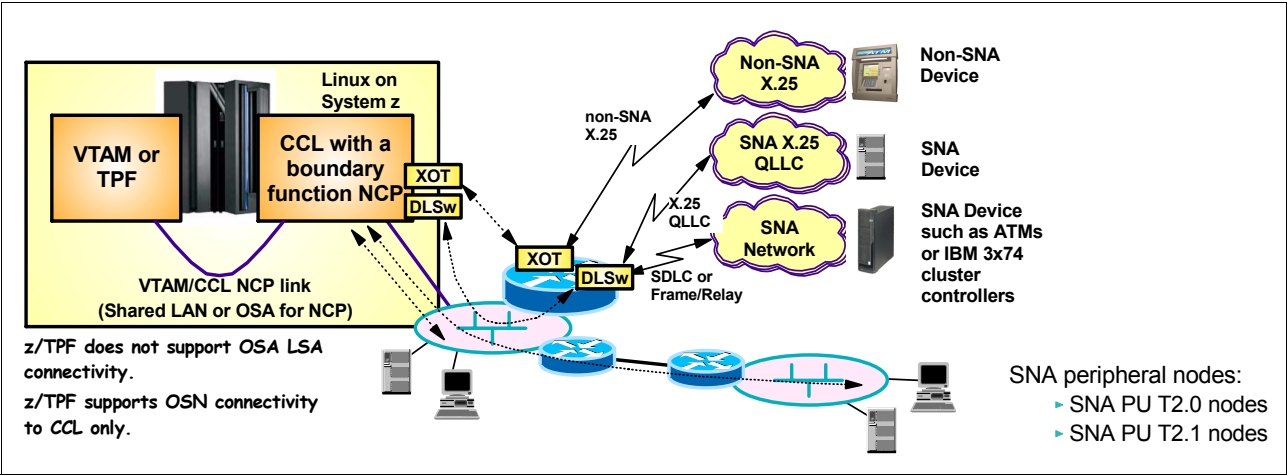 Linux on
System z
VTAM or
TPF
CCL with a
boundary
function NCP
XOT
DLSw
VTAM/CCL NCP link
(Shared LAN or OSA for NCP)
z/TPF does not support OSA LSA
connectivity.
z/TPF supports OSN connectivity
to CCL only.
non-SNA
X.25
X.25
QLLC
XOT
DLSw
SDLC or
Frame/Relay
Non-SNA
X.25
SNA X.25
QLLC
SNA
Network
ATM
Non-SNA
Device
SNA
Device
SNA Device
such as ATMs
or IBM 3x74
cluster
controllers
SNA peripheral nodes:
► SNA PU T2.0 nodes
► SNA PU T2.1 nodes